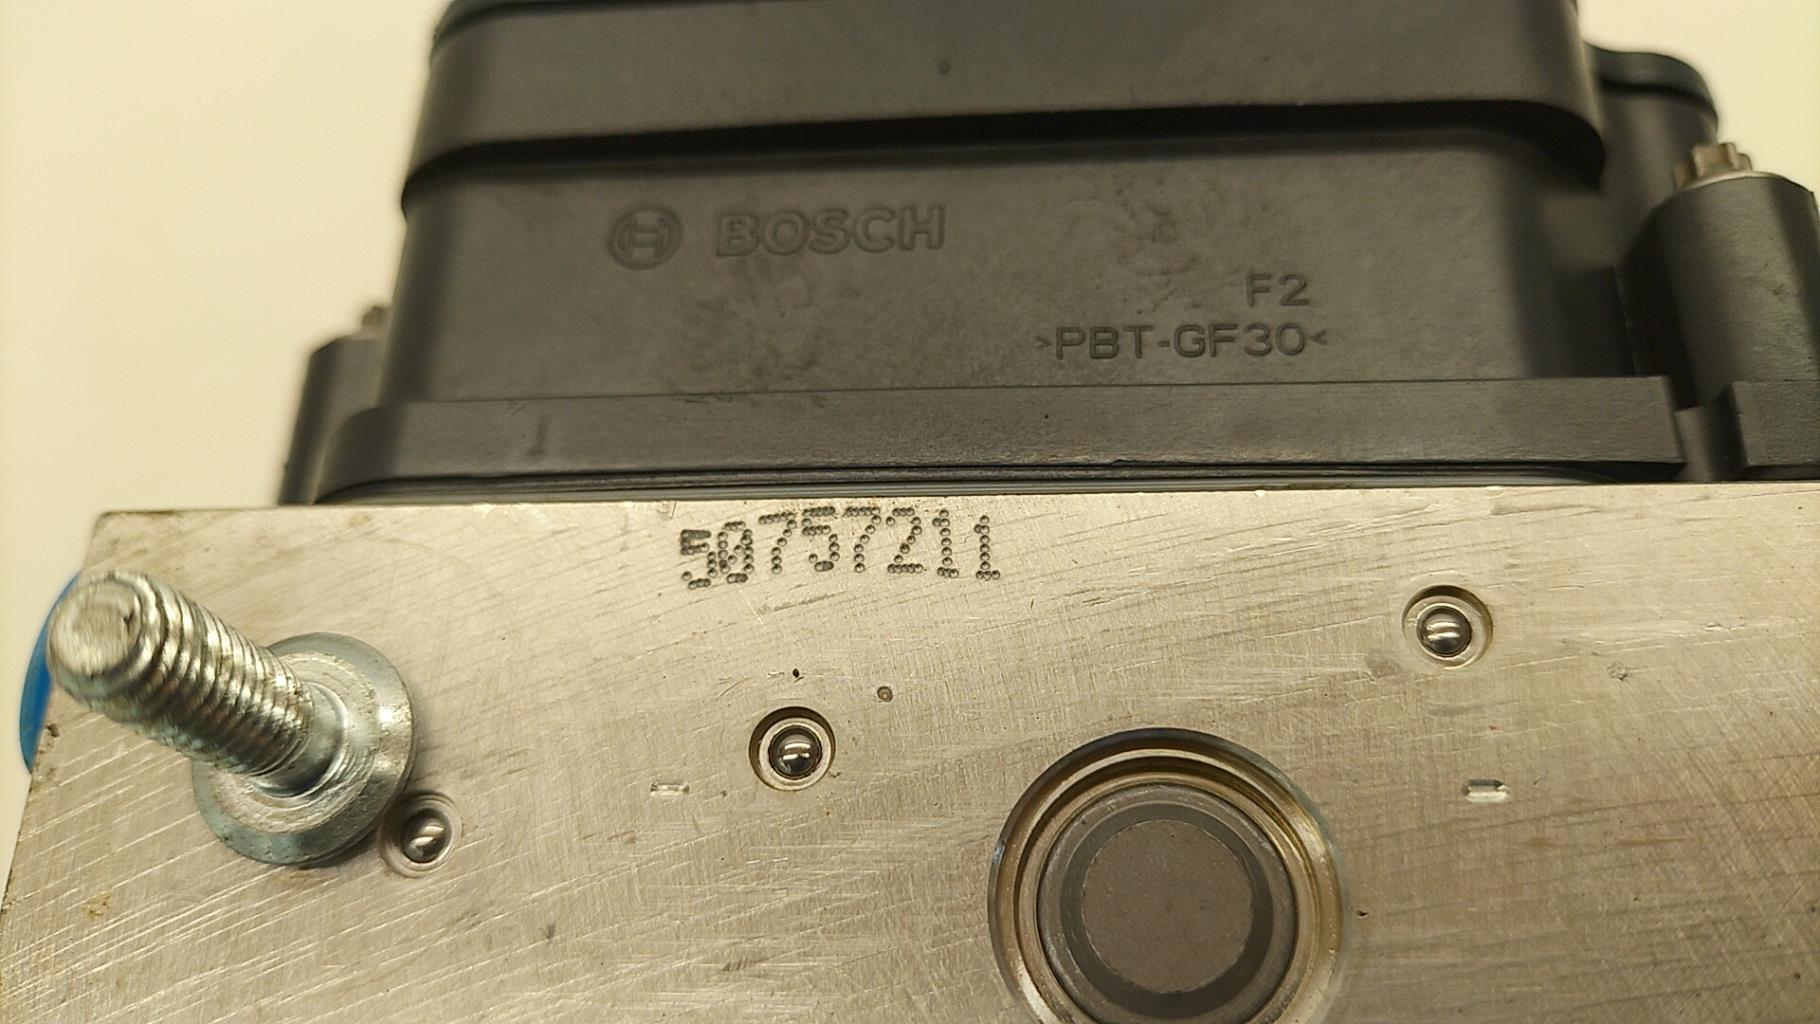 BOSCH
F2
>PBT-GF30<
50757211